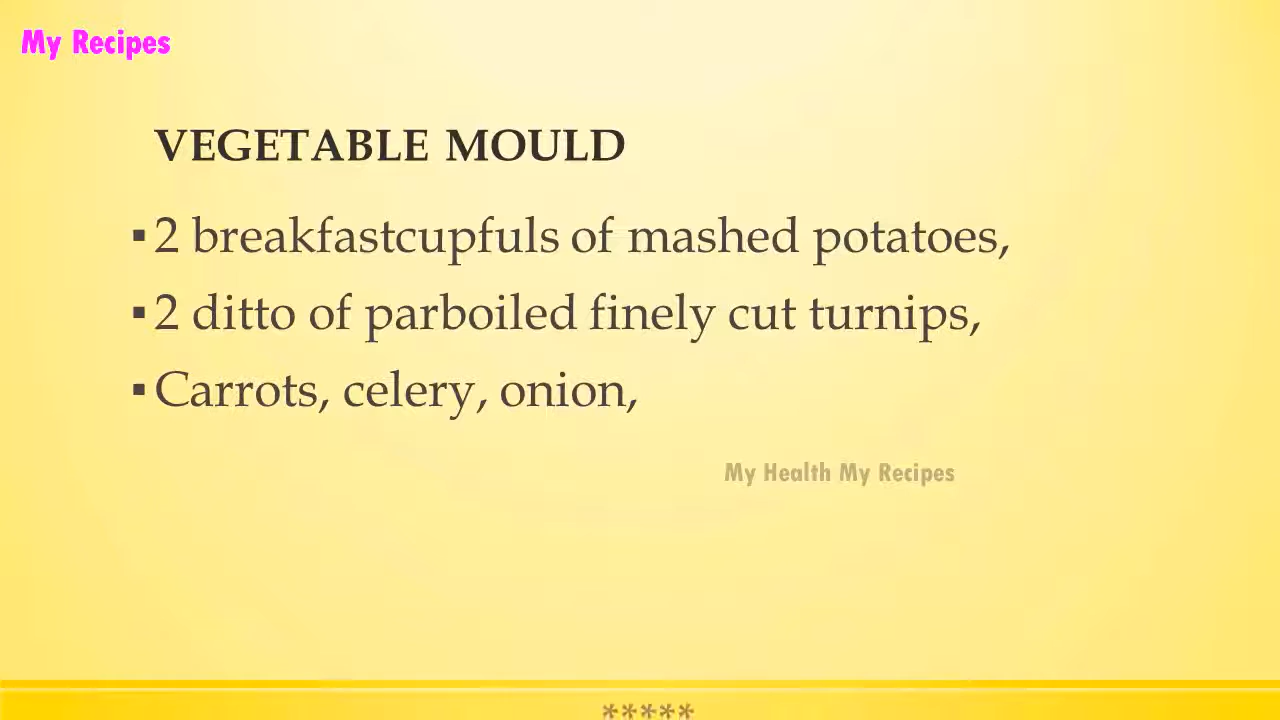 My Recipes
VEGETABLE MOULD
▪2 breakfastcupfuls of mashed potatoes,
▪2 ditto of parboiled finely cut turnips,
▪Carrots, celery, onion,
My Health My Recipes
*****